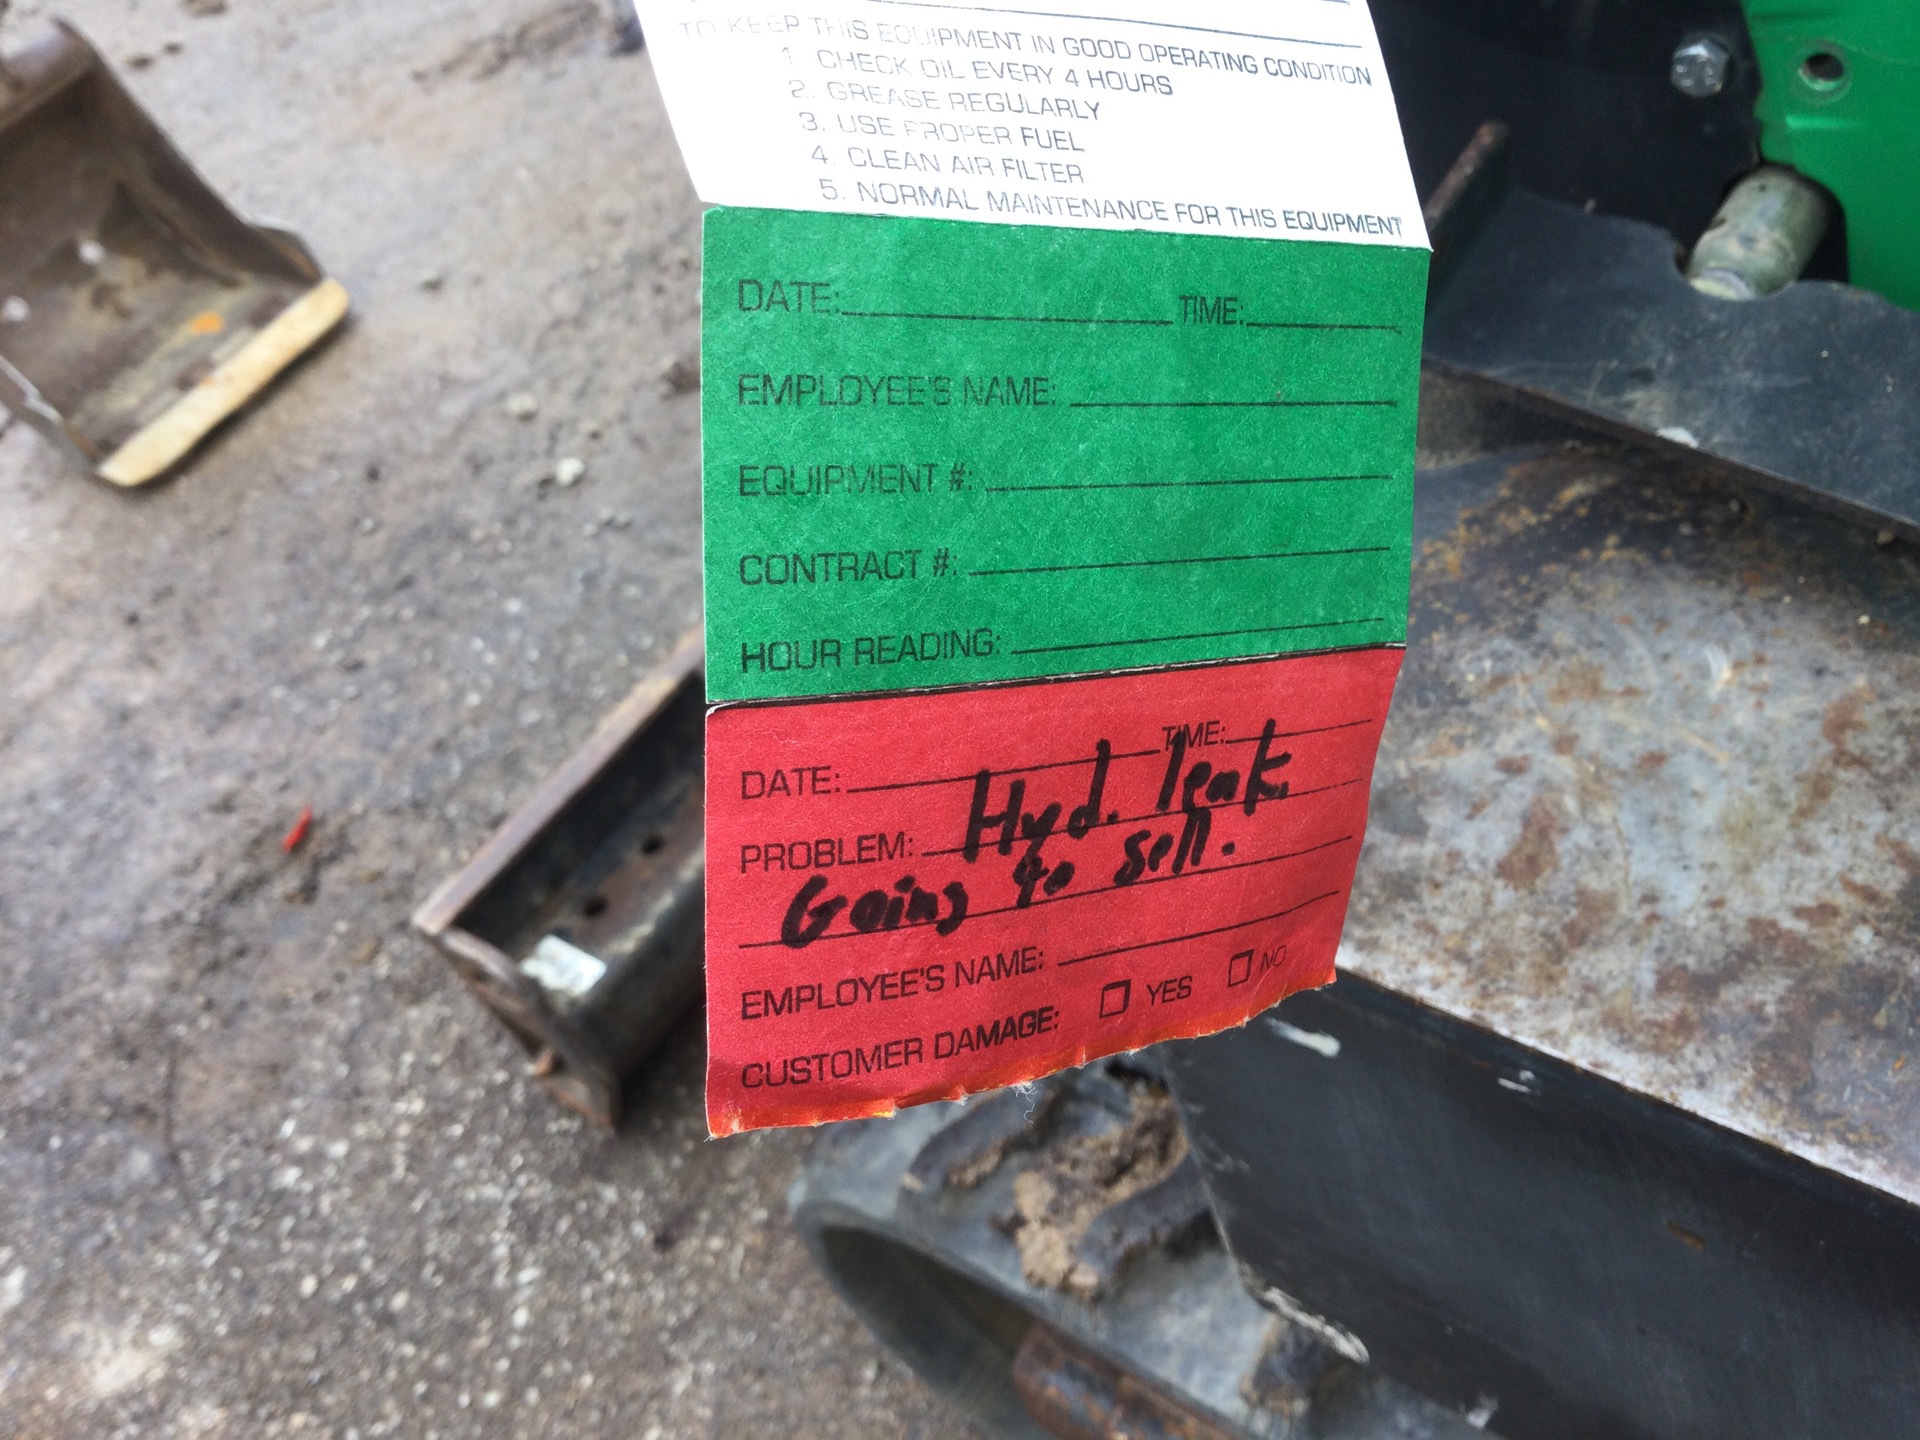 TO KEEP THIS EQUIPMENT IN GOOD OPERATING CONDITION
1. CHECK OIL EVERY 4 HOURS
2. GREASE REGULARLY
3. USE PROPER FUEL
4. CLEAN AIR FILTER
5. NORMAL MAINTENANCE FOR THIS EQUIPMENT
DATE: TIME:
EMPLOYEE'S NAME:
EQUIPMENT #:
CONTRACT #:
HOUR READING:
DATE: TIME:
PROBLEM: Hyd. leak.
Going to sell.
EMPLOYEE'S NAME:
CUSTOMER DAMAGE: YES NO